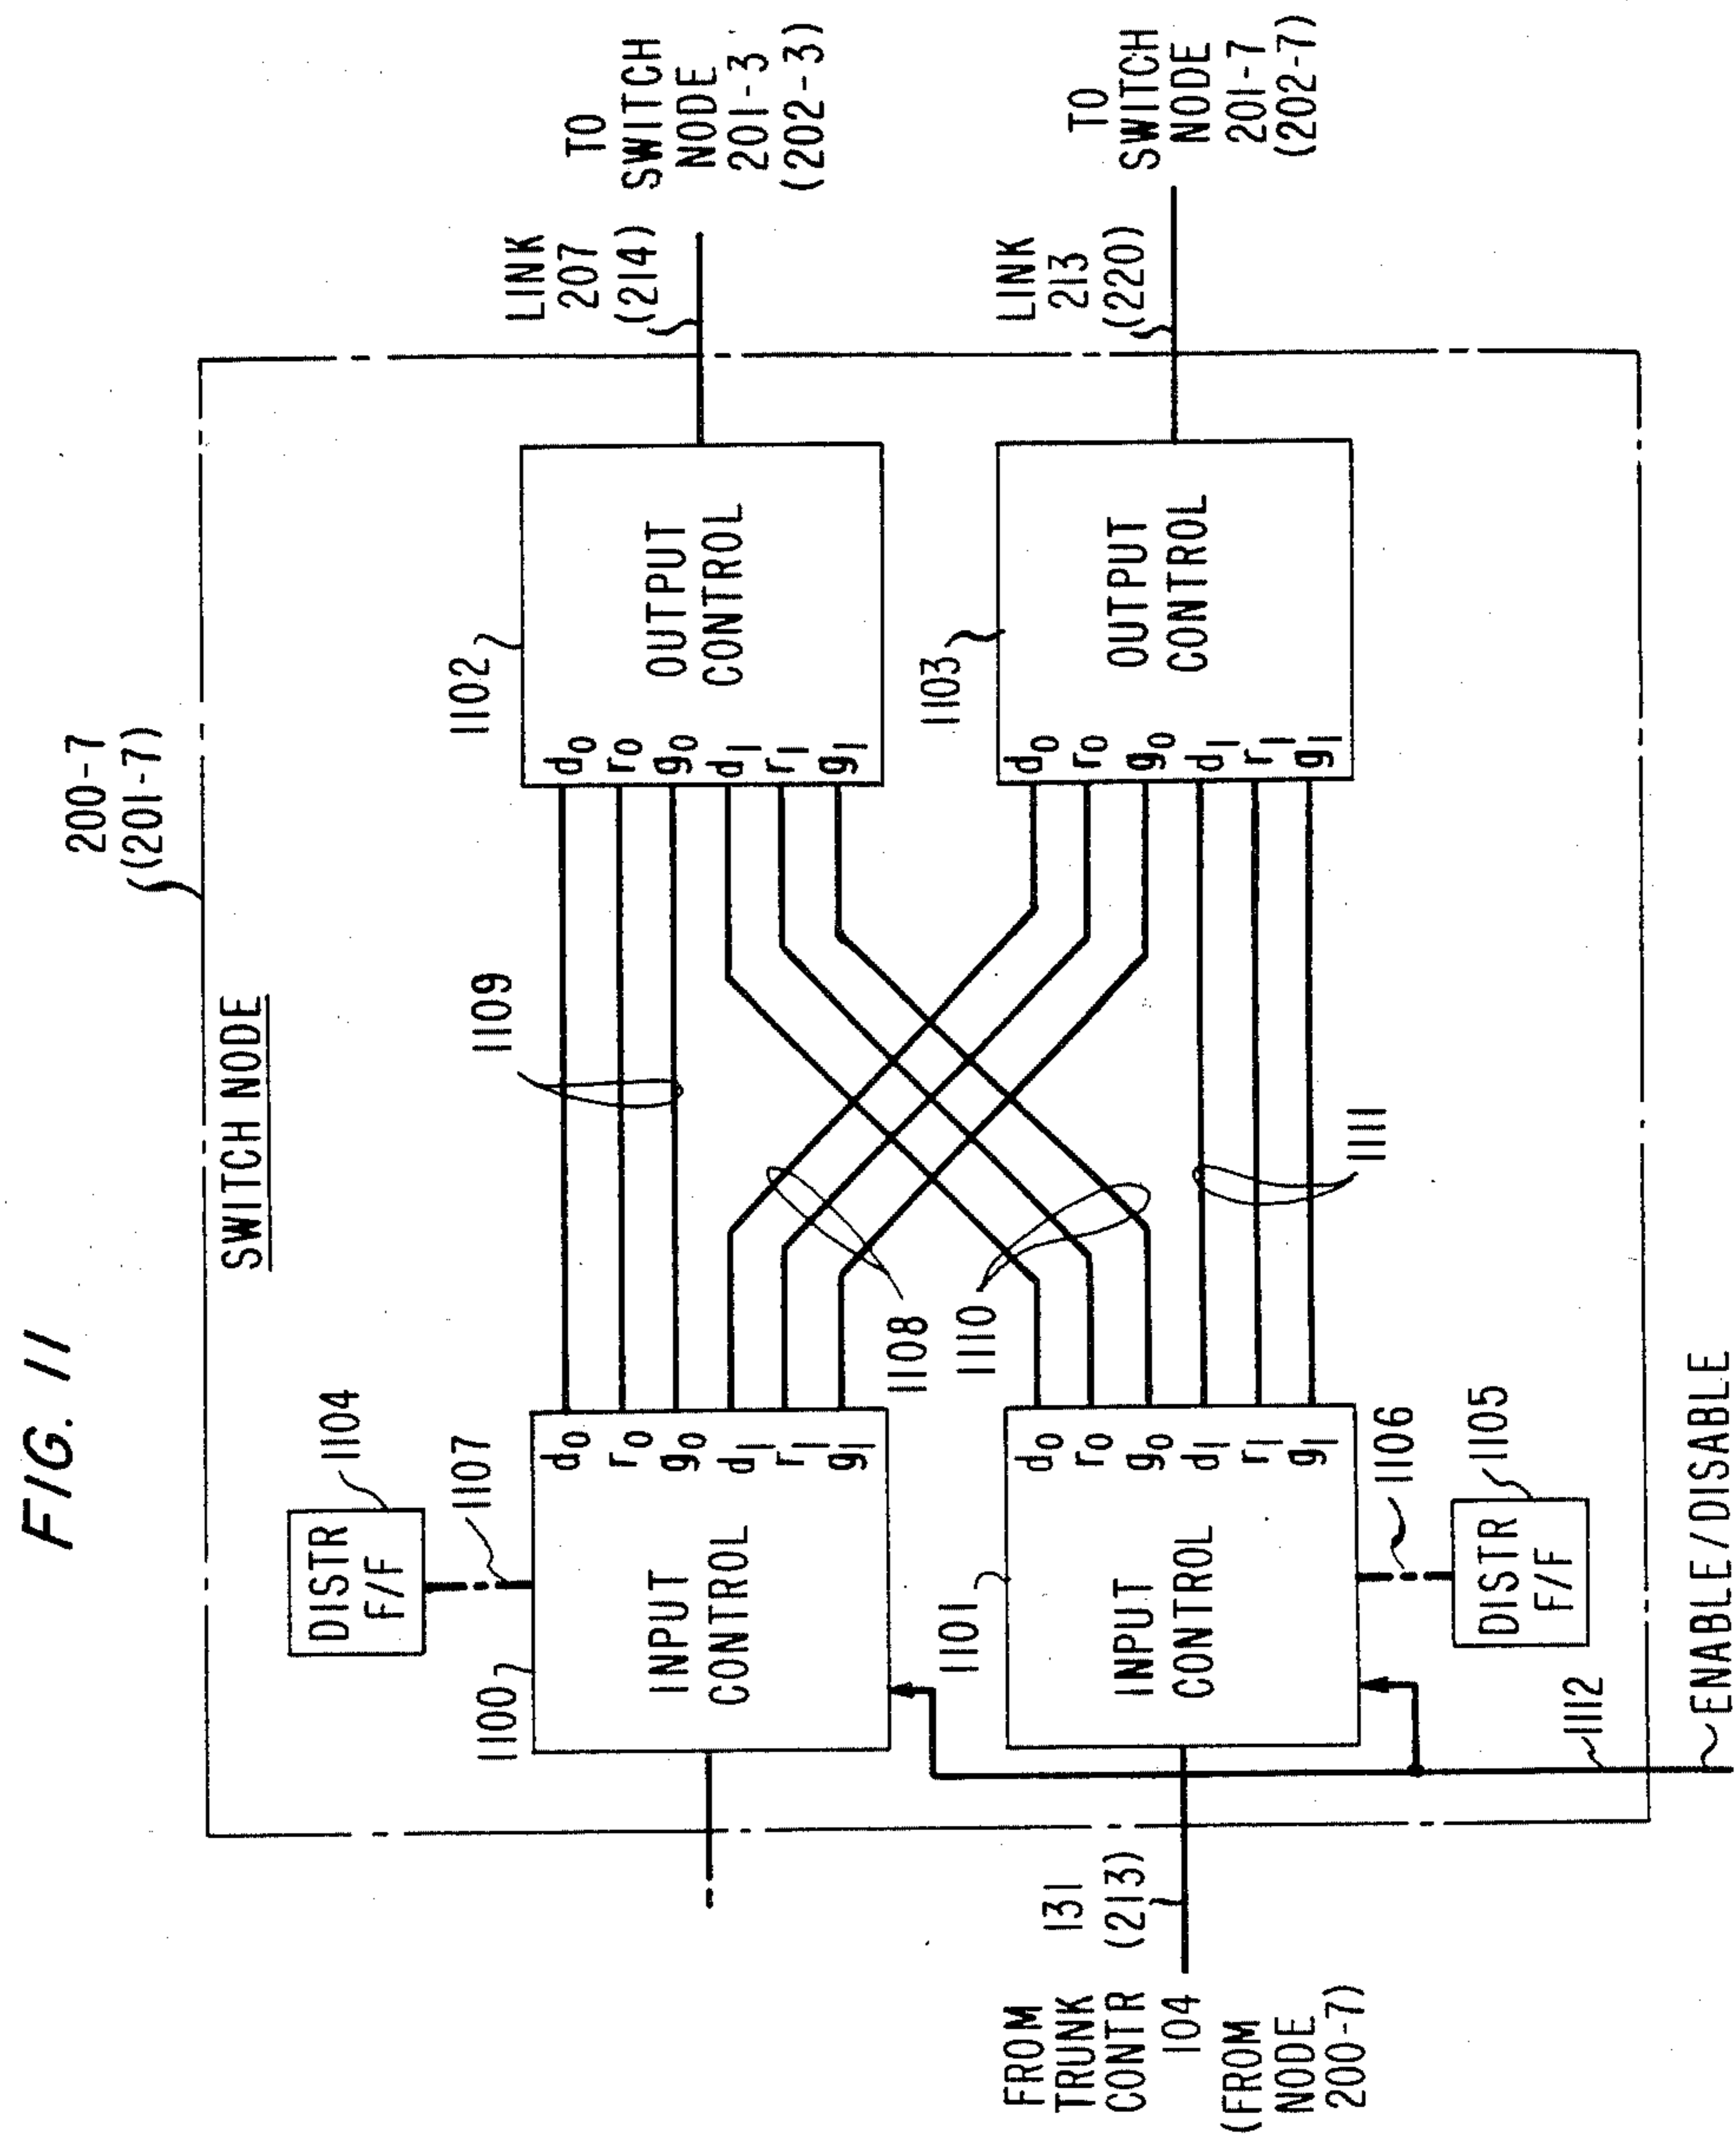 FIG. 11
200-7
(201-7)
SWITCH NODE
DISTR
F/F
1104
1107
1100
INPUT
CONTROL
d0
r0
g0
d1
r1
g1
1109
1108
1102
d0
r0
g0
d1
r1
g1
OUTPUT
CONTROL
LINK
207
(214)
TO
SWITCH
NODE
201-3
(202-3)
FROM
TRUNK
CONTR
104
(FROM
NODE
200-7)
131
(213)
1101
INPUT
CONTROL
d0
r0
g0
d1
r1
g1
1110
1111
1103
d0
r0
g0
d1
r1
g1
OUTPUT
CONTROL
LINK
213
(220)
TO
SWITCH
NODE
201-7
(202-7)
1106
DISTR
F/F
1105
1112
ENABLE/DISABLE